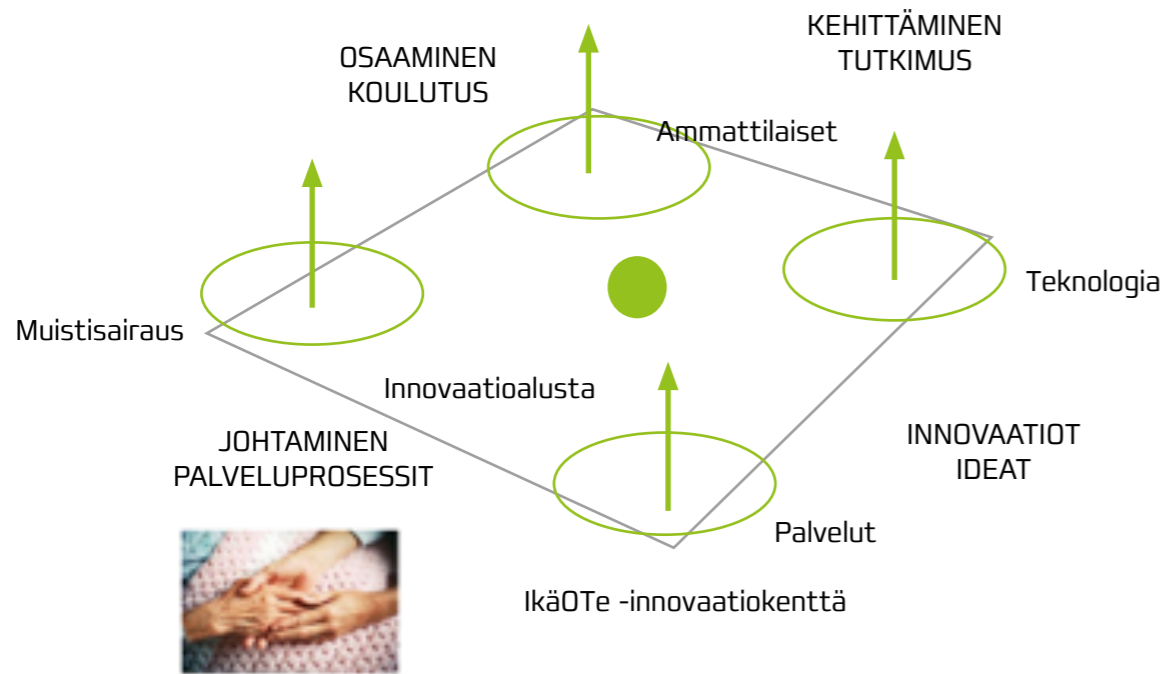 KEHITTÄMINEN
TUTKIMUS
OSAAMINEN
KOULUTUS
Ammattilaiset
Teknologia
Muistisairaus
Innovaatioalusta
JOHTAMINEN
PALVELUPROSESSIT
INNOVAATIOT
IDEAT
Palvelut
IkäOTe -innovaatiokenttä